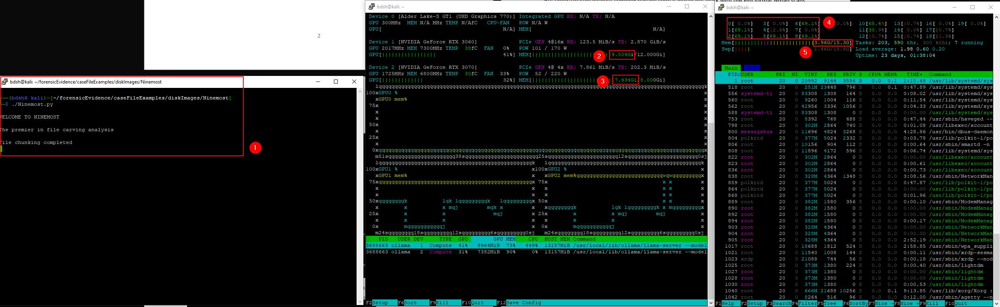 But unfortunately without complex parsing code it would not work with the xml format Nmap scans
2
bdsh@kali: ~/forensicEvidence/caseFileExamples/diskImages/Ninemost
(bdsh㉿kali)-[~/forensicEvidence/caseFileExamples/diskImages/Ninemost]
$ ./Ninemost.py
WELCOME TO NINEMOST
The premier in file carving analysis
File chunking completed
1
bdsh@kali: ~
Device 0 [Alder Lake-S GT1 (UHD Graphics 770)] Integrated GPU RX: N/A TX: N/A
GPU 300MHz MEM N/A MHz TEMP N/AfC CPU-FAN POW N/A W
GPU[ N/A] MEM[ N/A]
Device 1 [NVIDIA GeForce RTX 3060] PCIe GEN 4@16x RX: 123.5 MiB/s TX: 2.870 GiB/s
GPU 2017MHz MEM 7300MHz TEMP 38fC FAN 0% POW 101 / 170 W
GPU[|||||||||||||||||| 41%] MEM[|||||||||||||||||||||||| 9.004Gi/12.000Gi]
2
Device 2 [NVIDIA GeForce RTX 3070] PCIe GEN 4@ 4x RX: 7.861 MiB/s TX: 202.3 MiB/s
GPU 1725MHz MEM 6800MHz TEMP 30fC FAN 33% POW 52 / 220 W
GPU[||||||||||||| 32%] MEM[|||||||||||||||||||||||| 7.434Gi/8.000Gi]
3
100xGPU0 %
xGPU0 mem%
75x
50x
25x
0x
m51s 38s 25s 12s 0sj
100xGPU1 % x100xGPU2 %
xGPU1 mem% xGPU2 mem%
75x 75x
50x 50x
25x 25x
0x 0x
m24s 18s 12s 6s 0sj m24s 18s 12s 6s 0sj
PID USER DEV TYPE GPU GPU MEM CPU HOST MEM Command
3688663 ollama 1 Compute 41% 8964MiB 73% 449% 13157MiB /usr/local/lib/ollama/llama-server --model
3688663 ollama 2 Compute 31% 7382MiB 90% 0% 13157MiB /usr/local/lib/ollama/llama-server --model
F2Setup F6Sort F9Kill F10Quit F12Save Config
bdsh@kali: ~
0[ 0.0%] 3[ 0.0%] 6[69.1%] 0.0%] 10[68.4%] 13[|0.7%] 16[ 0.0%] 19[ 0.0%]
1[69.1%] 4[|2.6%] 7[ 0.0%] 11[30.9%] 14[ 0.0%] 17[|0.7%]
2[69.1%] 5[69.1%] 8[69.1%] 12[|0.7%] 15[ 0.7%] 18[|1.3%]
4
Mem[||||||||||||||||||||||||3.96G/15.3G] Tasks: 203, 590 thr, 300 kthr; 7 running
Swp[||||| 1.46G/15.8G] Load average: 1.98 0.60 0.20
5
Uptime: 23 days, 01:38:04
Main I/O
PID△USER PRI NI VIRT RES PRIV S CPU% MEM% TIME+ Command
1 root 20 0 20992 9144 3556 S 0.0 0.1 1:10.48 /usr/lib/systemd/sys
518 root 20 0 251M 23448 796 S 0.0 0.1 0:47.89 /usr/lib/systemd/sys
556 systemd-ti 20 0 83308 1308 164 S 0.0 0.0 0:08.02 /usr/lib/systemd/sys
560 root 20 0 9260 1004 116 S 0.0 0.0 0:11.54 /usr/lib/systemd/sys
562 root 20 0 42956 3336 1056 S 0.0 0.0 0:04.33 /usr/lib/systemd/sys
588 systemd-ti 20 0 83308 1308 0 S 0.0 0.0 0:00.00 /usr/lib/systemd/sys
753 root 20 0 8392 768 488 S 0.0 0.0 0:47.44 /usr/sbin/haveged --
798 root 20 0 302M 2864 740 S 0.0 0.0 0:01.08 /usr/libexec/account
800 messagebus 20 0 11696 4824 3268 S 0.0 0.0 4:28.86 /usr/bin/dbus-daemon
804 polkitd 20 0 377M 5024 2332 S 0.0 0.0 0:03.78 /usr/lib/polkit-1/po
806 root 20 0 10156 904 112 S 0.0 0.0 0:00.64 /usr/sbin/smartd -n
808 root 20 0 11896 4172 596 S 0.0 0.0 0:06.74 /usr/lib/systemd/sys
822 root 20 0 302M 2864 0 S 0.0 0.0 0:00.00 /usr/libexec/account
823 root 20 0 302M 2864 0 S 0.0 0.0 0:00.61 /usr/libexec/account
836 root 20 0 302M 2864 0 S 0.0 0.0 0:00.73 /usr/libexec/account
838 root 20 0 328M 4364 1348 S 0.0 0.0 3:08.56 /usr/sbin/NetworkMan
859 polkitd 20 0 377M 5024 0 S 0.0 0.0 0:47.87 /usr/lib/polkit-1/po
864 polkitd 20 0 377M 5024 0 S 0.0 0.0 0:00.00 /usr/lib/polkit-1/po
868 polkitd 20 0 377M 5024 0 S 0.0 0.0 0:01.96 /usr/lib/polkit-1/po
889 root 20 0 382M 1580 356 S 0.0 0.0 0:00.10 /usr/sbin/ModemManag
890 root 20 0 382M 1580 0 S 0.0 0.0 0:00.00 /usr/sbin/ModemManag
892 root 20 0 382M 1580 0 S 0.0 0.0 0:00.00 /usr/sbin/ModemManag
894 root 20 0 382M 1580 0 S 0.0 0.0 0:00.17 /usr/sbin/ModemManag
903 root 20 0 328M 4364 0 S 0.0 0.0 0:00.00 /usr/sbin/NetworkMan
904 root 20 0 328M 4364 0 S 0.0 0.0 0:00.00 /usr/sbin/NetworkMan
905 root 20 0 328M 4364 0 S 0.0 0.0 2:52.19 /usr/sbin/NetworkMan
1017 root 20 0 18688 1812 524 S 0.0 0.0 2:58.85 /usr/sbin/wpa_suppli
1021 root 20 0 11540 1008 144 S 0.0 0.0 0:00.11 /usr/sbin/xrdp-sesma
1023 xrdp 20 0 21088 744 56 S 0.0 0.0 0:00.18 /usr/sbin/xrdp --nod
1025 root 20 0 373M 1380 224 S 0.0 0.0 0:00.40 /usr/sbin/lightdm
1027 root 20 0 373M 1380 0 S 0.0 0.0 0:00.00 /usr/sbin/lightdm
1028 root 20 0 373M 1380 0 S 0.0 0.0 0:00.00 /usr/sbin/lightdm
1030 root 20 0 373M 1380 0 S 0.0 0.0 0:00.53 /usr/sbin/lightdm
1040 root 20 0 666M 21688 10256 S 0.0 0.1 9:13.85 /usr/lib/xorg/Xorg :
1042 root 20 0 8264 516 96 S 0.0 0.0 0:12.00 /sbin/agetty --n
F1Help F2Setup F3SearchF4FilterF5Tree F6SortByF7Nice -F8Nice +F9Kill F10Quit